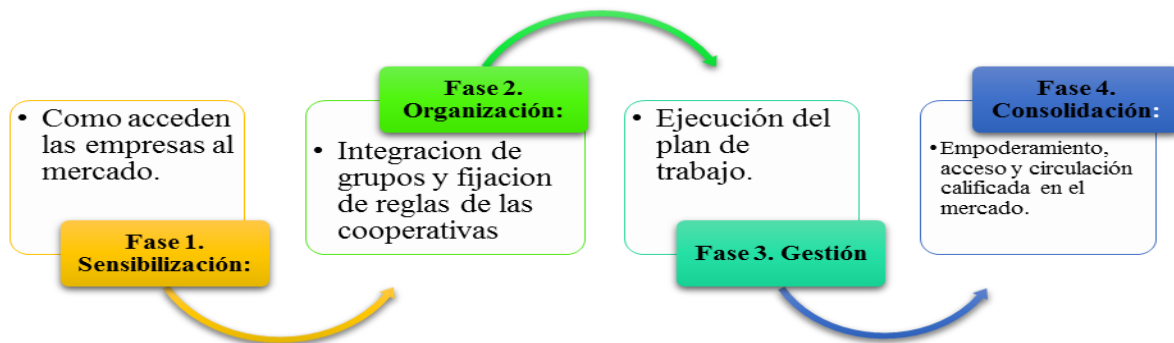 • Como acceden
las empresas al
mercado.
Fase 1.
Sensibilización:
Fase 2.
Organización:
• Integracion de
grupos y fijacion
de reglas de las
cooperativas
• Ejecución del
plan de
trabajo.
Fase 3. Gestión
Fase 4.
Consolidación:
• Empoderamiento,
acceso y circulación
calificada en el
mercado.